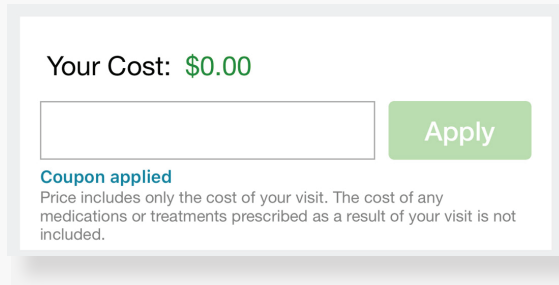 Your Cost: $0.00
Apply
Coupon applied
Price includes only the cost of your visit. The cost of any
medications or treatments prescribed as a result of your visit is not
included.